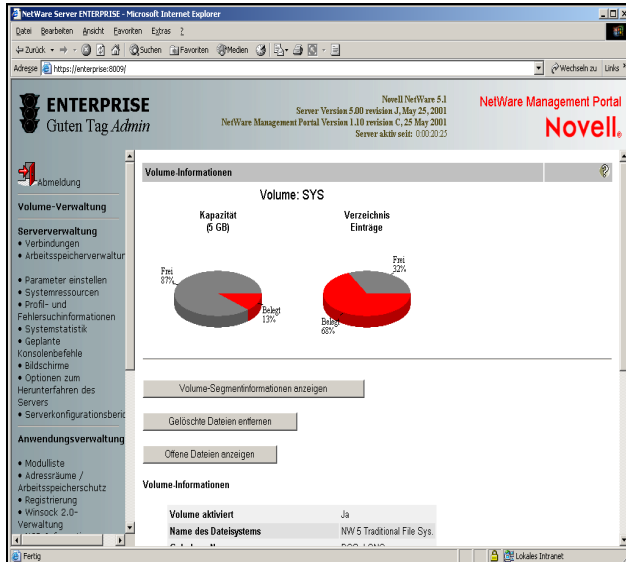 NetWare Server ENTERPRISE - Microsoft Internet Explorer
Datei Bearbeiten Ansicht Favoriten Extras ?
Zurück Suchen Favoriten Medien
Adresse https://enterprise:8009/ Wechseln zu Links »
ENTERPRISE
Guten Tag Admin
Novell NetWare 5.1
Server Version 5.00 revision J, May 25, 2001
NetWare Management Portal Version 1.10 revision C, 25 May 2001
Server aktiv seit: 0:00:20:25
NetWare Management Portal
Novell.
Abmeldung
Volume-Verwaltung
Serververwaltung
• Verbindungen
• Arbeitsspeicherverwaltur
• Parameter einstellen
• Systemressourcen
• Profil- und
Fehlersuchinformationen
• Systemstatistik
• Geplante
Konsolenbefehle
• Bildschirme
• Optionen zum
Herunterfahren des
Servers
• Serverkonfigurationsberic
Anwendungsverwaltung
• Modulliste
• Adressräume /
Arbeitsspeicherschutz
• Registrierung
• Winsock 2.0-
Verwaltung
Volume-Informationen
Volume: SYS
Kapazität
(5 GB)
Frei
87%
Belegt
13%
Verzeichnis
Einträge
Frei
32%
Belegt
68%
Volume-Segmentinformationen anzeigen
Gelöschte Dateien entfernen
Offene Dateien anzeigen
Volume-Informationen
Volume aktiviert Ja
Name des Dateisystems NW 5 Traditional File Sys.
Fertig
Lokales Intranet